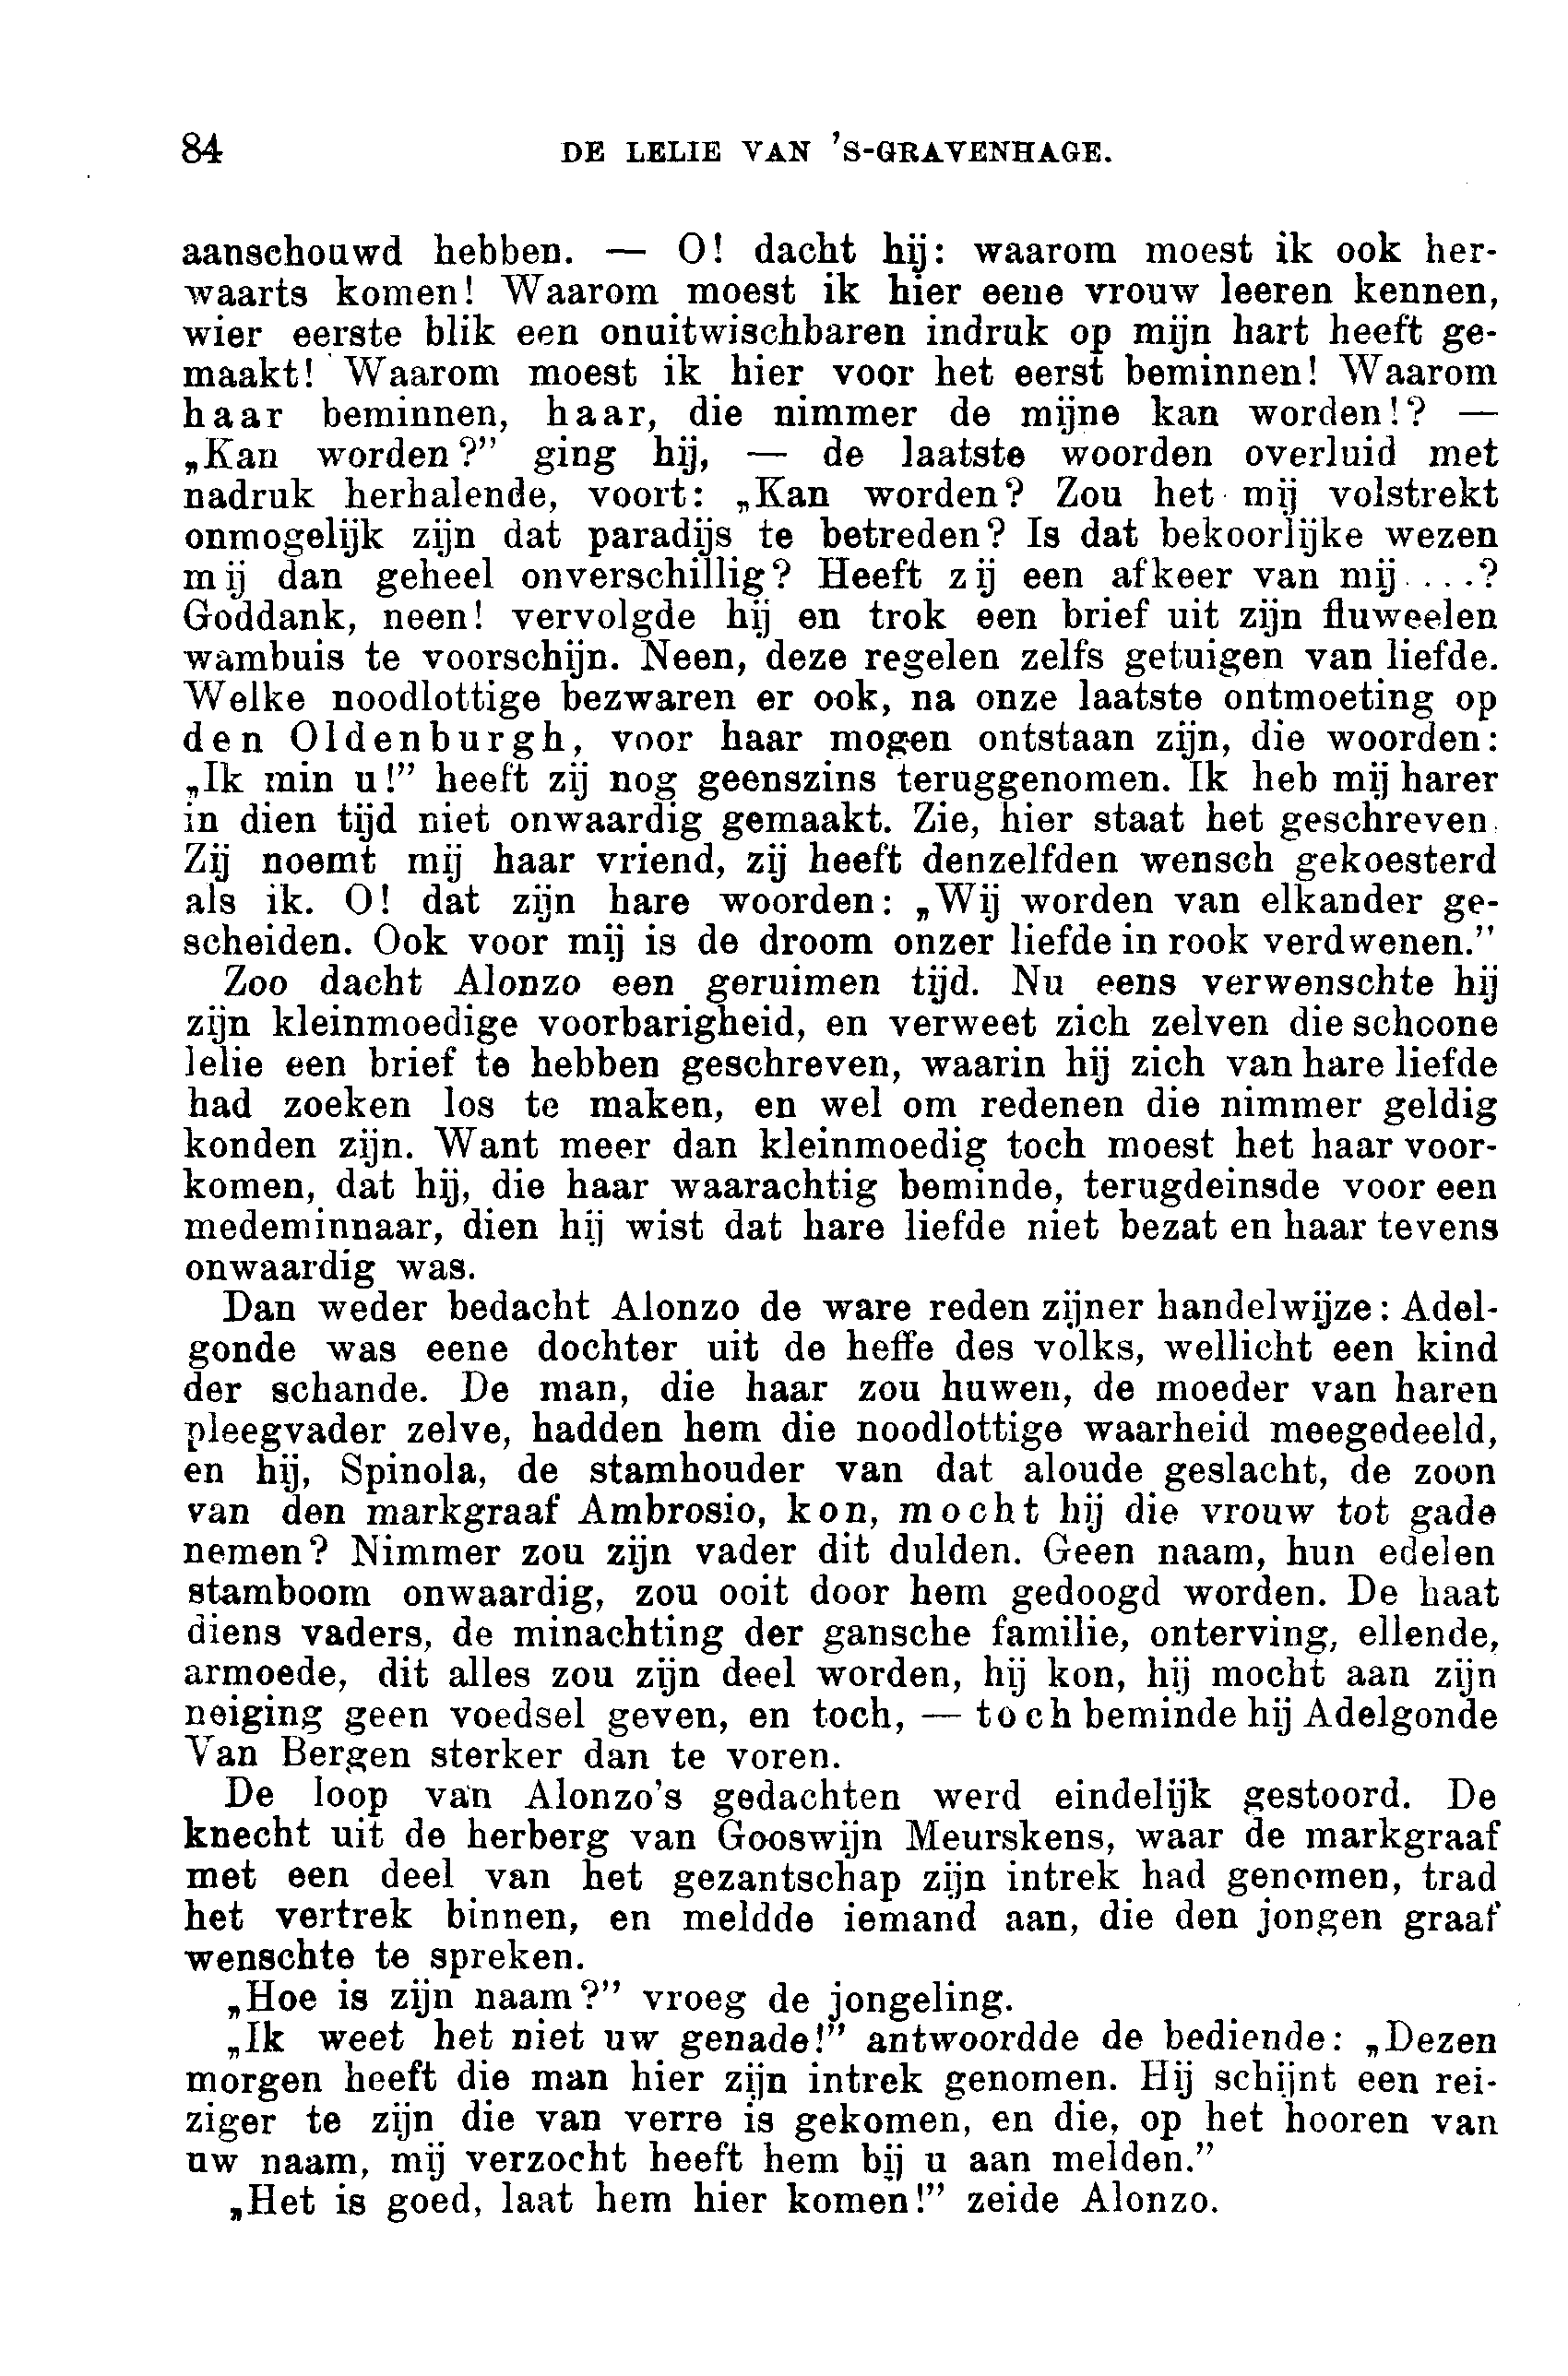 84 DE LELIE VAN 'S-GRAVENHAGE.
aanschouwd hebben. — O! dacht hij: waarom moest ik ook her-
waarts komen! Waarom moest ik hier eene vrouw leeren kennen,
wier eerste blik een onuitwischbaren indruk op mijn hart heeft ge-
maakt! Waarom moest ik hier voor het eerst beminnen! Waarom
haar beminnen, haar, die nimmer de mijne kan worden!? —
„Kan worden?” ging hij, — de laatste woorden overluid met
nadruk herhalende, voort: „Kan worden? Zou het mij volstrekt
onmogelijk zijn dat paradijs te betreden? Is dat bekoorlijke wezen
mij dan geheel onverschillig? Heeft zij een afkeer van mij ....?
Goddank, neen! vervolgde hij en trok een brief uit zijn fluweelen
wambuis te voorschijn. Neen, deze regelen zelfs getuigen van liefde.
Welke noodlottige bezwaren er ook, na onze laatste ontmoeting op
den Oldenburgh, voor haar mogen ontstaan zijn, die woorden:
„Ik min u!” heeft zij nog geenszins teruggenomen. Ik heb mij harer
in dien tijd niet onwaardig gemaakt. Zie, hier staat het geschreven.
Zij noemt mij haar vriend, zij heeft denzelfden wensch gekoesterd
als ik. O! dat zijn hare woorden: „Wij worden van elkander ge-
scheiden. Ook voor mij is de droom onzer liefde in rook verdwenen.”
Zoo dacht Alonzo een geruimen tijd. Nu eens verwenschte hij
zijn kleinmoedige voorbarigheid, en verweet zich zelven die schoone
lelie een brief te hebben geschreven, waarin hij zich van hare liefde
had zoeken los te maken, en wel om redenen die nimmer geldig
konden zijn. Want meer dan kleinmoedig toch moest het haar voor-
komen, dat hij, die haar waarachtig beminde, terugdeinsde voor een
medeminnaar, dien hij wist dat hare liefde niet bezat en haar tevens
onwaardig was.
Dan weder bedacht Alonzo de ware reden zijner handelwijze: Adel-
gonde was eene dochter uit de heffe des volks, wellicht een kind
der schande. De man, die haar zou huwen, de moeder van haren
pleegvader zelve, hadden hem die noodlottige waarheid meegedeeld,
en hij, Spinola, de stamhouder van dat aloude geslacht, de zoon
van den markgraaf Ambrosio, kon, mocht hij die vrouw tot gade
nemen? Nimmer zou zijn vader dit dulden. Geen naam, hun edelen
stamboom onwaardig, zou ooit door hem gedoogd worden. De haat
diens vaders, de minachting der gansche familie, onterving, ellende,
armoede, dit alles zou zijn deel worden, hij kon, hij mocht aan zijn
neiging geen voedsel geven, en toch, — toch beminde hij Adelgonde
Van Bergen sterker dan te voren.
De loop van Alonzo's gedachten werd eindelijk gestoord. De
knecht uit de herberg van Gooswijn Meurskens, waar de markgraaf
met een deel van het gezantschap zijn intrek had genomen, trad
het vertrek binnen, en meldde iemand aan, die den jongen graaf
wenschte te spreken.
„Hoe is zijn naam?” vroeg de jongeling.
„Ik weet het niet uw genade!” antwoordde de bediende: „Dezen
morgen heeft die man hier zijn intrek genomen. Hij schijnt een rei-
ziger te zijn die van verre is gekomen, en die, op het hooren van
uw naam, mij verzocht heeft hem bij u aan melden.”
„Het is goed, laat hem hier komen!” zeide Alonzo.